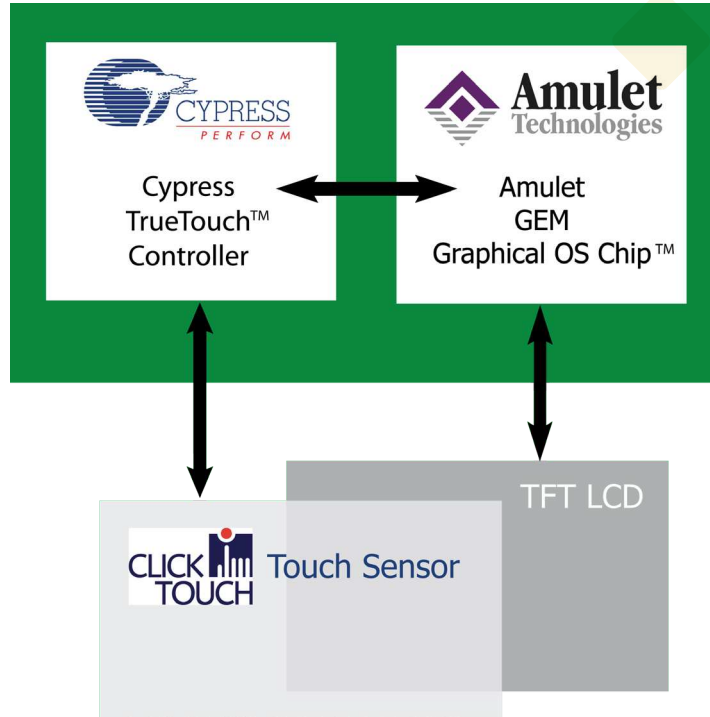 CYPRESS
PERFORM
Cypress
TrueTouch™
Controller
Amulet
Technologies
Amulet
GEM
Graphical OS Chip™
TFT LCD
CLICK
TOUCH
Touch Sensor